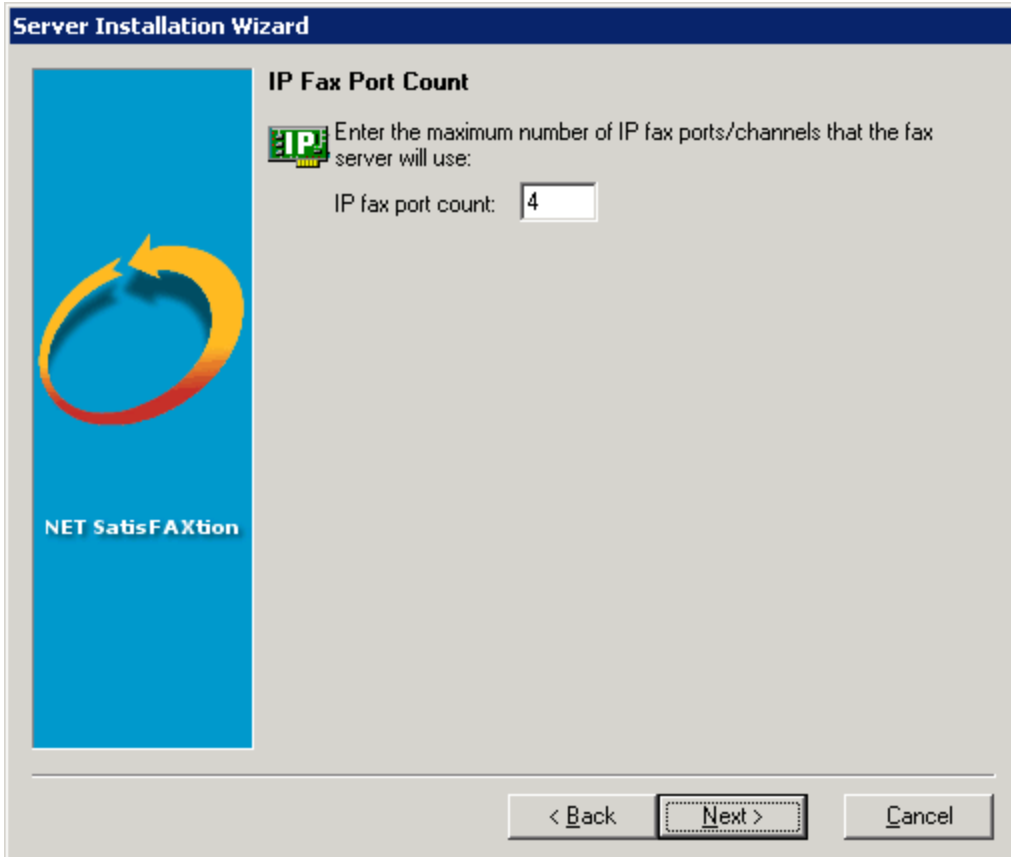 Server Installation Wizard
IP Fax Port Count
IP
Enter the maximum number of IP fax ports/channels that the fax
server will use:
IP fax port count: 4
NET SatisFAXtion
< Back
Next >
Cancel